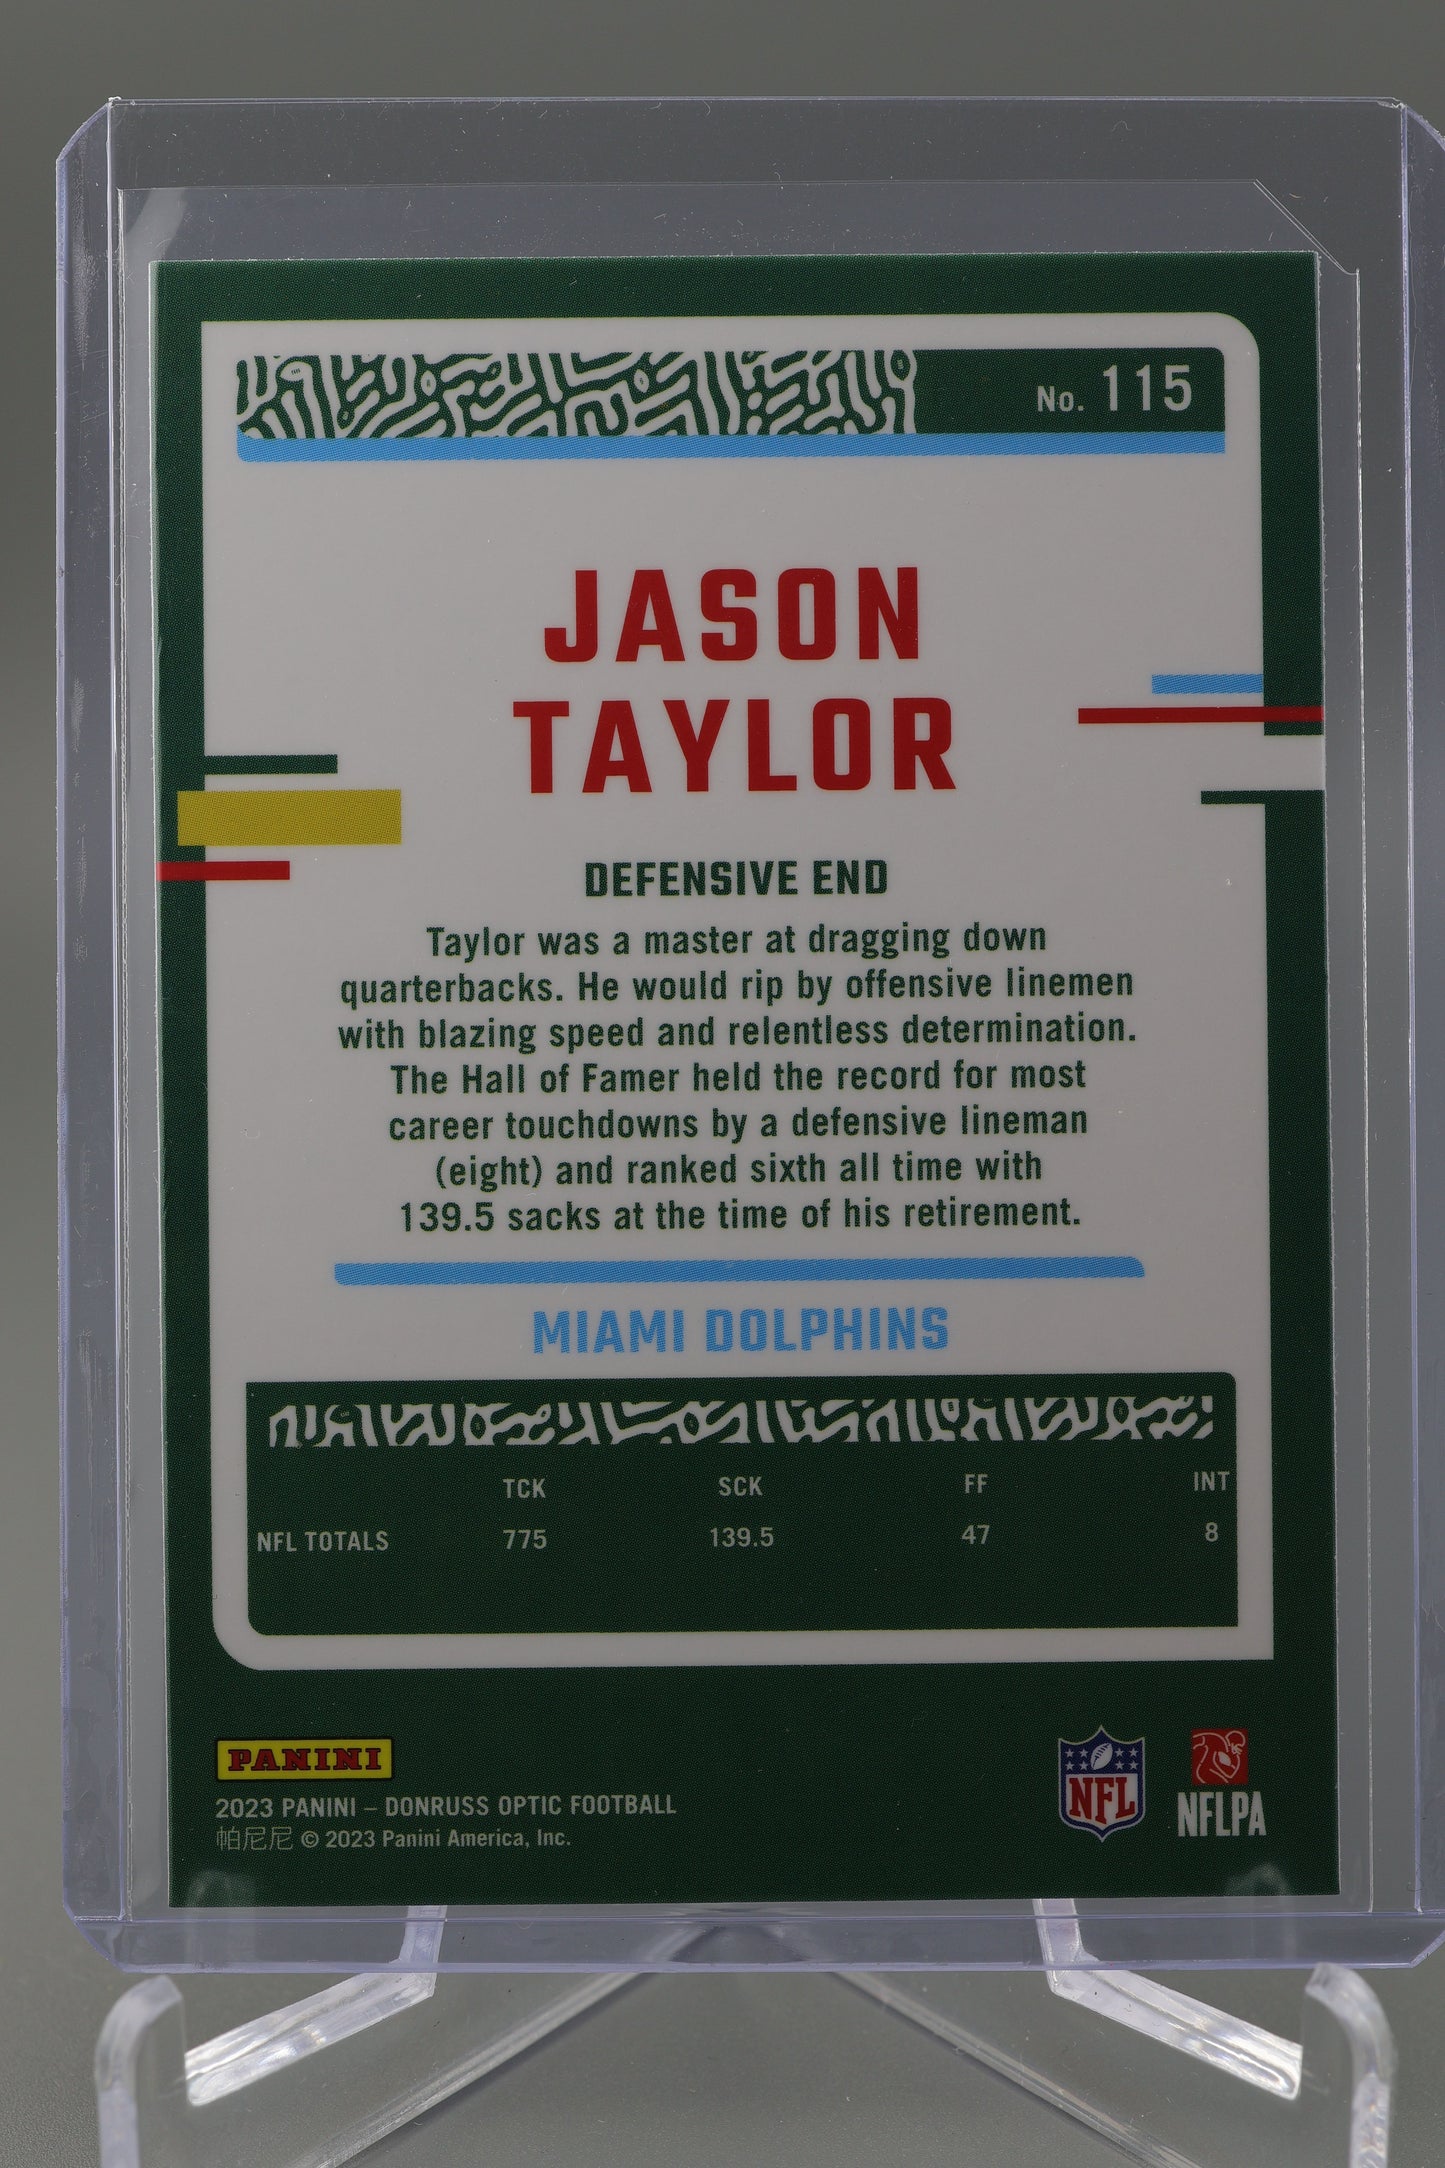 No. 115
JASON
TAYLOR
DEFENSIVE END
Taylor was a master at dragging down
quarterbacks. He would rip by offensive linemen
with blazing speed and relentless determination.
The Hall of Famer held the record for most
career touchdowns by a defensive lineman
(eight) and ranked sixth all time with
139.5 sacks at the time of his retirement.
MIAMI DOLPHINS
TCK SCK FF INT
NFL TOTALS 775 139.5 47 8
PANINI
2023 PANINI – DONRUSS OPTIC FOOTBALL
帕尼尼 © 2023 Panini America, Inc.
NFL
NFLPA